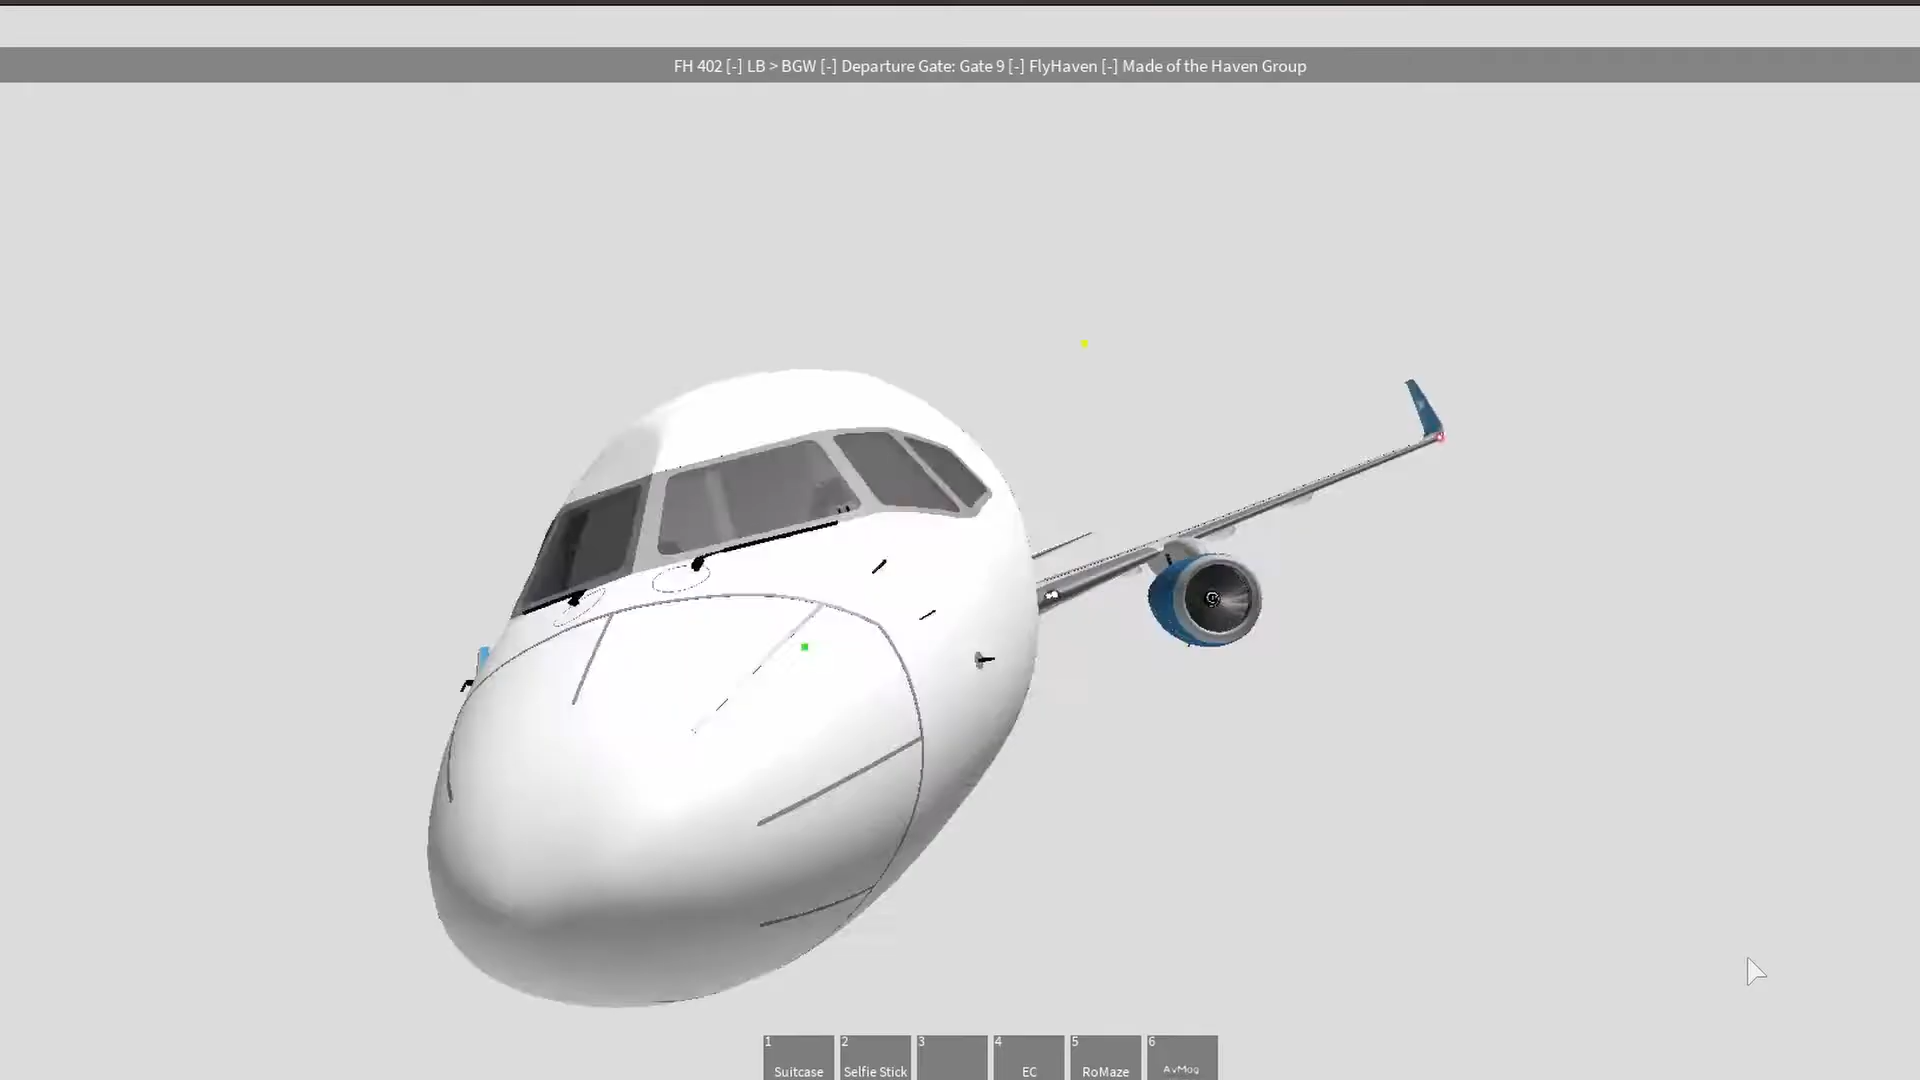 FH 402 [-] LB > BGW [-] Departure Gate: Gate 9 [-] FlyHaven [-] Made of the Haven Group
1
2
3
4
5
6
Suitcase
Selfie Stick
EC
RoMaze
AvMog